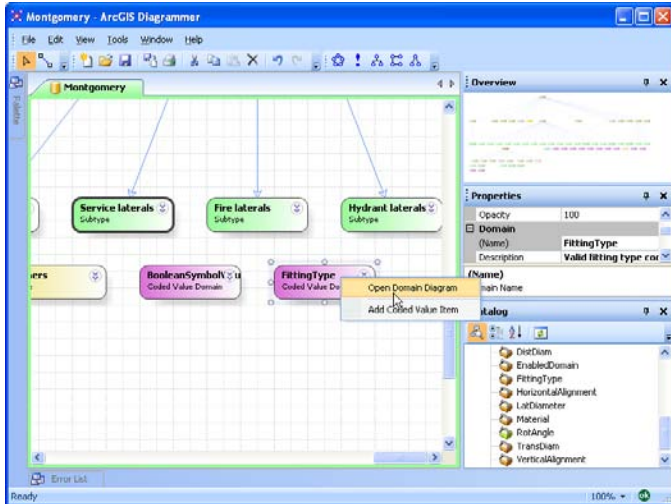 Montgomery - ArcGIS Diagrammer
File Edit View Tools Window Help
Palette
Montgomery
Service laterals
Subtype
Fire laterals
Subtype
Hydrant laterals
Subtype
ers
BooleanSymbolV
Coded Value Domain
FittingType
Coded Value Do
Open Domain Diagram
Add Coded Value Item
Overview
Properties
Opacity 100
Domain
(Name) FittingType
Description Valid fitting type co
(Name)
main Name
talog
DistDiam
EnabledDomain
FittingType
HorizontalAlignment
LatDiameter
Material
RotAngle
TransDiam
VerticalAlignment
Error List
Ready
100%
ok